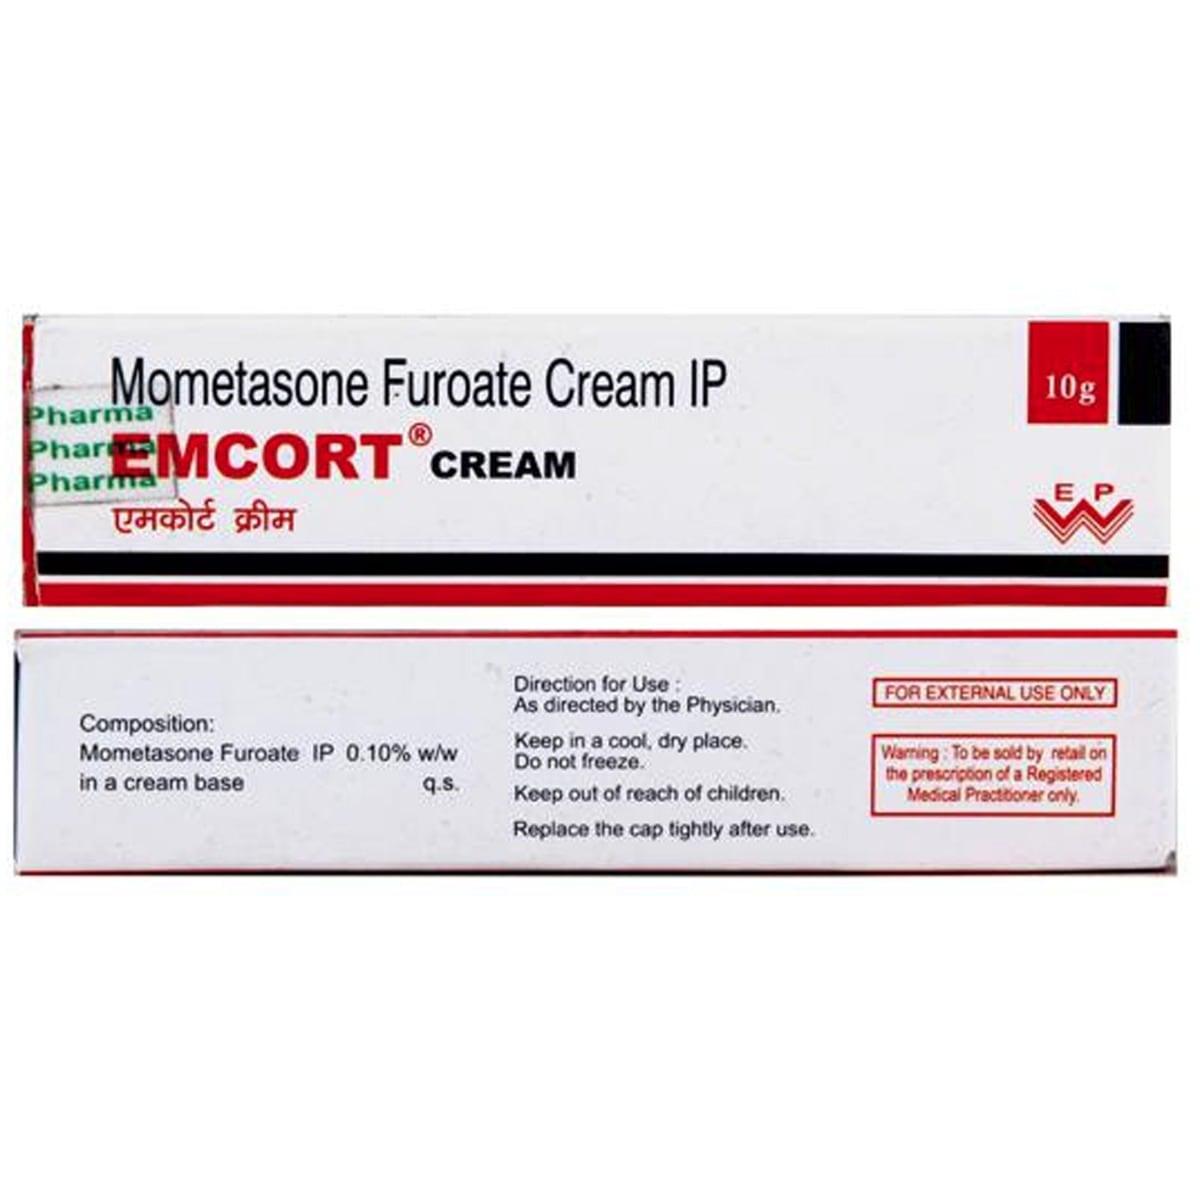 Mometasone Furoate Cream IP
10g
Pharma
Pharma
Pharma
EMCORT® CREAM
एमकोर्ट क्रीम
E P
W
Composition:
Mometasone Furoate IP 0.10% w/w
in a cream base q.s.
Direction for Use :
As directed by the Physician.
Keep in a cool, dry place.
Do not freeze.
Keep out of reach of children.
Replace the cap tightly after use.
FOR EXTERNAL USE ONLY
Warning : To be sold by retail on
the prescription of a Registered
Medical Practitioner only.